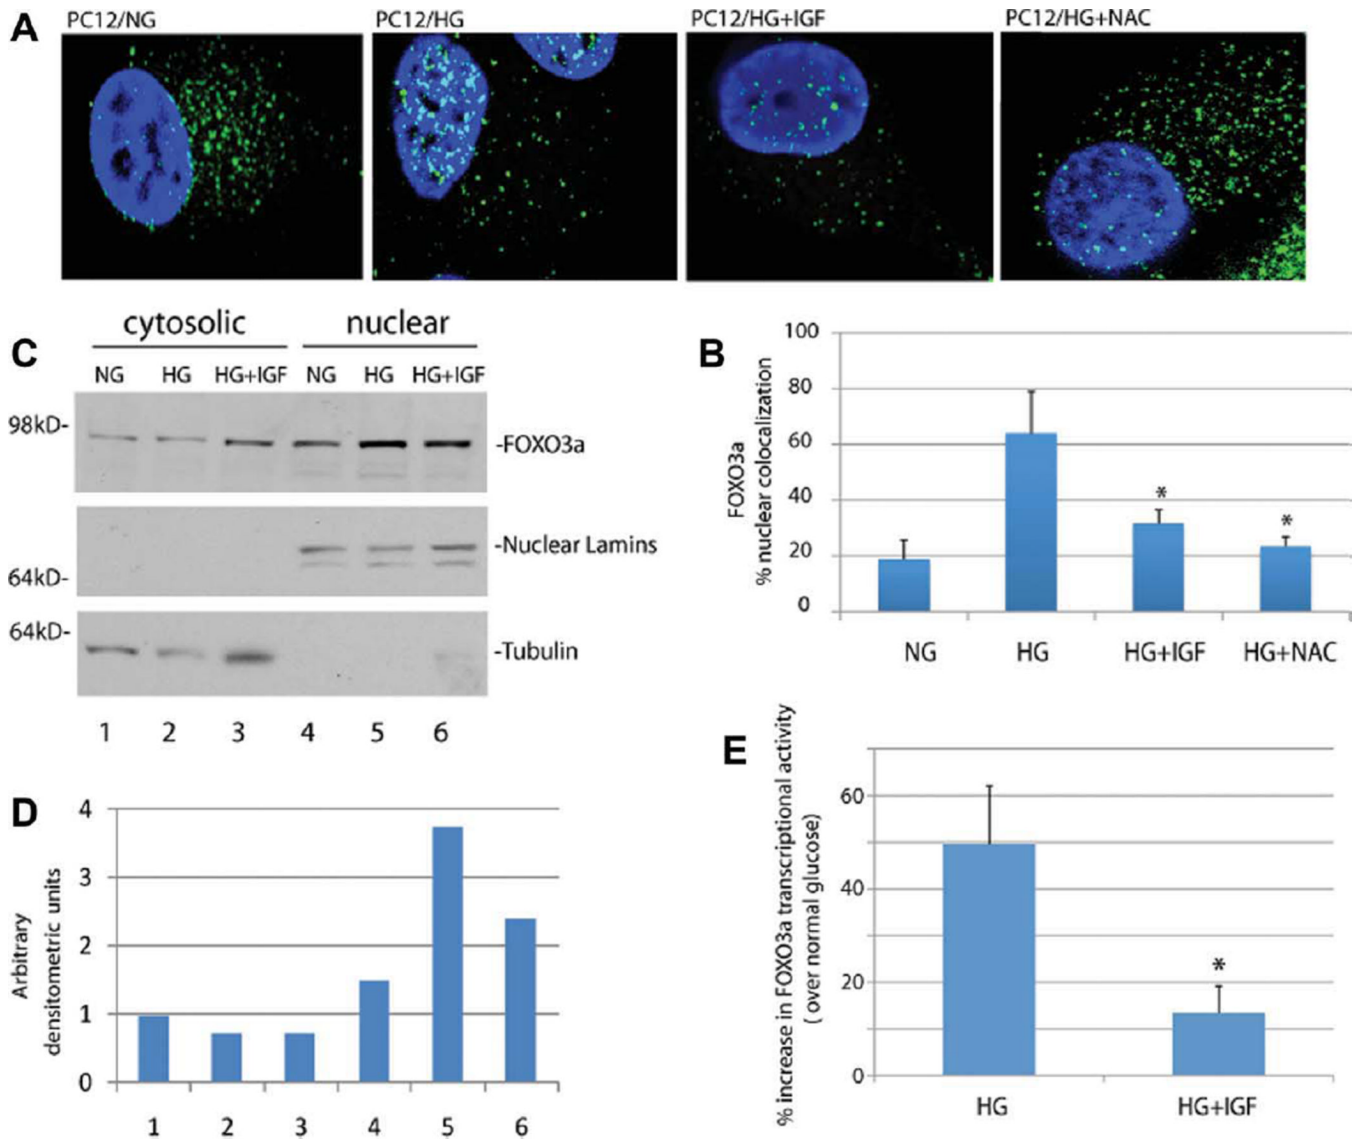 A
PC12/NG
PC12/HG
PC12/HG+IGF
PC12/HG+NAC
C
cytosolic
nuclear
NG
HG
HG+IGF
NG
HG
HG+IGF
98kD-
-FOXO3a
-Nuclear Lamins
64kD-
64kD-
-Tubulin
1
2
3
4
5
6
B
FOXO3a
% nuclear colocalization
100
80
60
40
20
0
*
*
NG
HG
HG+IGF
HG+NAC
D
Arbitrary
densitometric units
4
3
2
1
0
1
2
3
4
5
6
E
% increase in FOXO3a transcriptional activity
( over normal glucose)
60
40
20
0
*
HG
HG+IGF